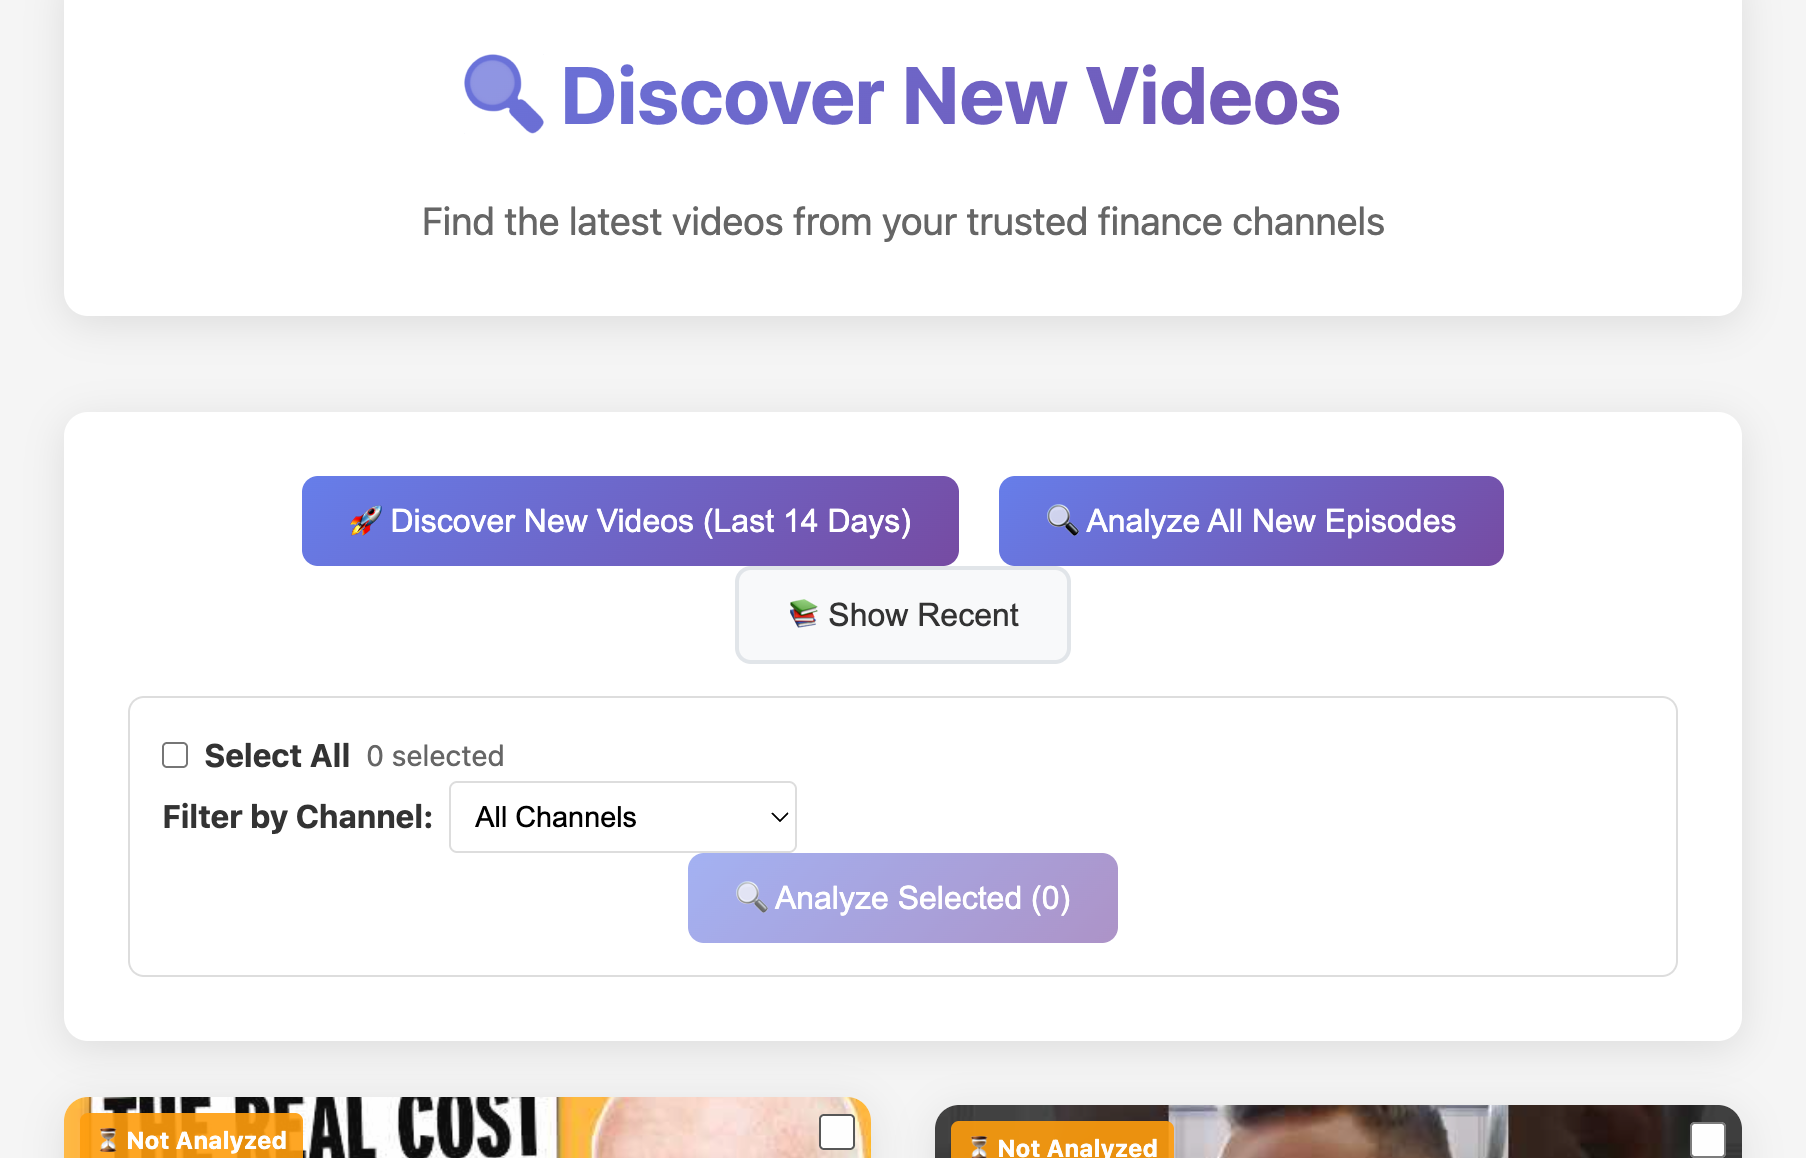 🔍 Discover New Videos
Find the latest videos from your trusted finance channels
🚀 Discover New Videos (Last 14 Days)
🔍 Analyze All New Episodes
📚 Show Recent
Select All 0 selected
Filter by Channel: All Channels
🔍 Analyze Selected (0)
THE REAL COST
⏳ Not Analyzed
⏳ Not Analyzed